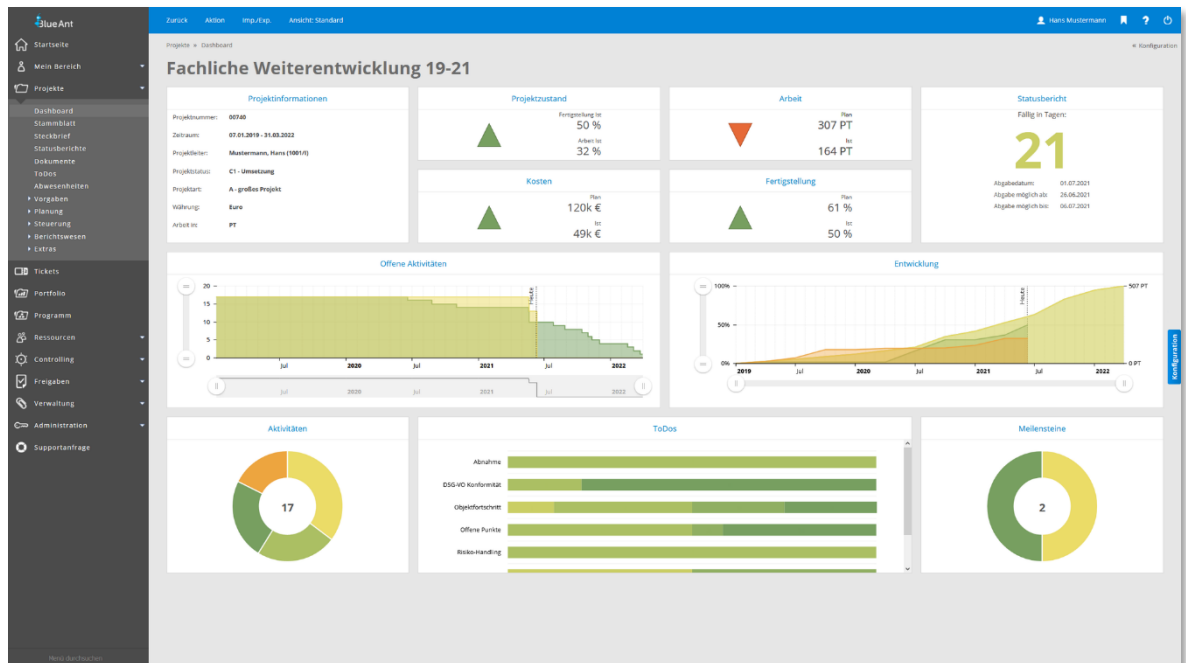 BlueAnt
Zurück Aktion Imp./Exp. Ansicht: Standard
Hans Mustermann ?
Startseite
Mein Bereich
Projekte
Dashboard
Stammblatt
Steckbrief
Statusberichte
Dokumente
ToDos
Abwesenheiten
Vorgaben
Planung
Steuerung
Berichtswesen
Extras
Tickets
Portfolio
Programm
Ressourcen
Controlling
Freigaben
Verwaltung
Administration
Supportanfrage
Menü durchsuchen
Projekte » Dashboard
« Konfiguration
Fachliche Weiterentwicklung 19-21
Projektinformationen
Projektnummer: 00740
Zeitraum: 07.01.2019 - 31.03.2022
Projektleiter: Mustermann, Hans (1001/I)
Projektstatus: C1 - Umsetzung
Projektart: A - großes Projekt
Währung: Euro
Arbeit in: PT
Projektzustand
Fertigstellung Ist
50 %
Arbeit Ist
32 %
Arbeit
Plan
307 PT
Ist
164 PT
Statusbericht
Fällig in Tagen:
21
Abgabedatum: 01.07.2021
Abgabe möglich ab: 26.06.2021
Abgabe möglich bis: 06.07.2021
Kosten
Plan
120k €
Ist
49k €
Fertigstellung
Plan
61 %
Ist
50 %
Offene Aktivitäten
20
15
10
5
0
Heute
Jul 2020 Jul 2021 Jul 2022
Jul 2020 Jul 2021 Jul 2022
Entwicklung
100%
50%
0%
Heute
507 PT
0 PT
2019 Jul 2020 Jul 2021 Jul 2022
Konfiguration
Aktivitäten
17
ToDos
Abnahme
DSG-VO Konformität
Objektfortschritt
Offene Punkte
Risiko-Handling
Meilensteine
2